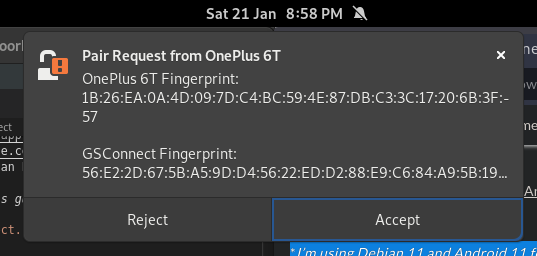 Sat 21 Jan 8:58 PM
Pair Request from OnePlus 6T
OnePlus 6T Fingerprint:
1B:26:EA:0A:4D:09:7D:C4:BC:59:4E:87:DB:C3:3C:17:20:6B:3F:-
57
GSConnect Fingerprint:
56:E2:2D:67:5B:A5:9D:D4:56:22:ED:D2:88:E9:C6:84:A9:5B:19...
Reject
Accept
* I'm using Debian 11 and Android 11 f